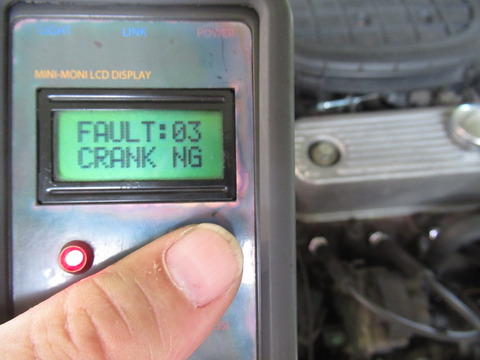 LIGHT LINK POWER
MINI-MONI LCD DISPLAY
FAULT:03
CRANK NG